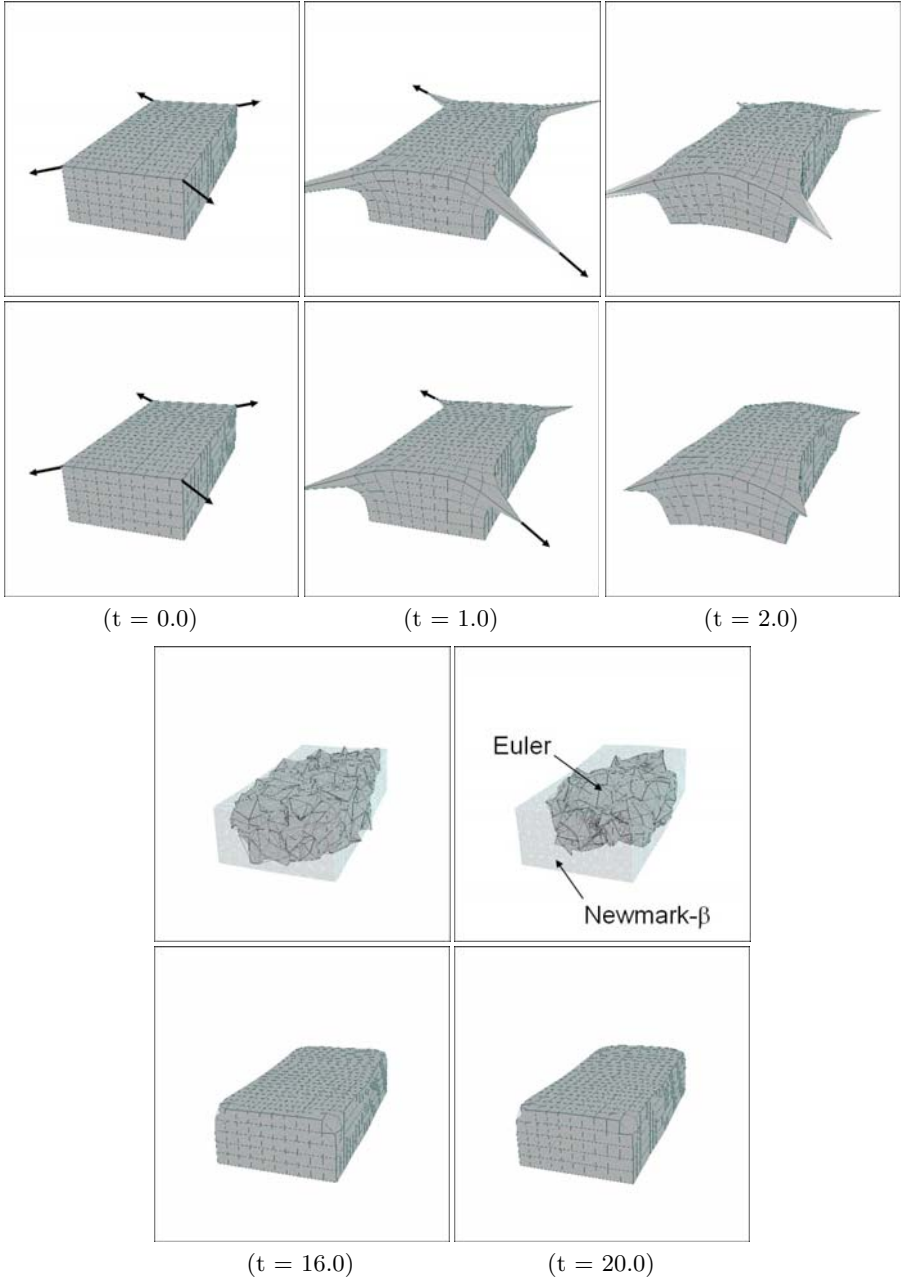 (t = 0.0)
(t = 1.0)
(t = 2.0)
Euler
Newmark-β
(t = 16.0)
(t = 20.0)